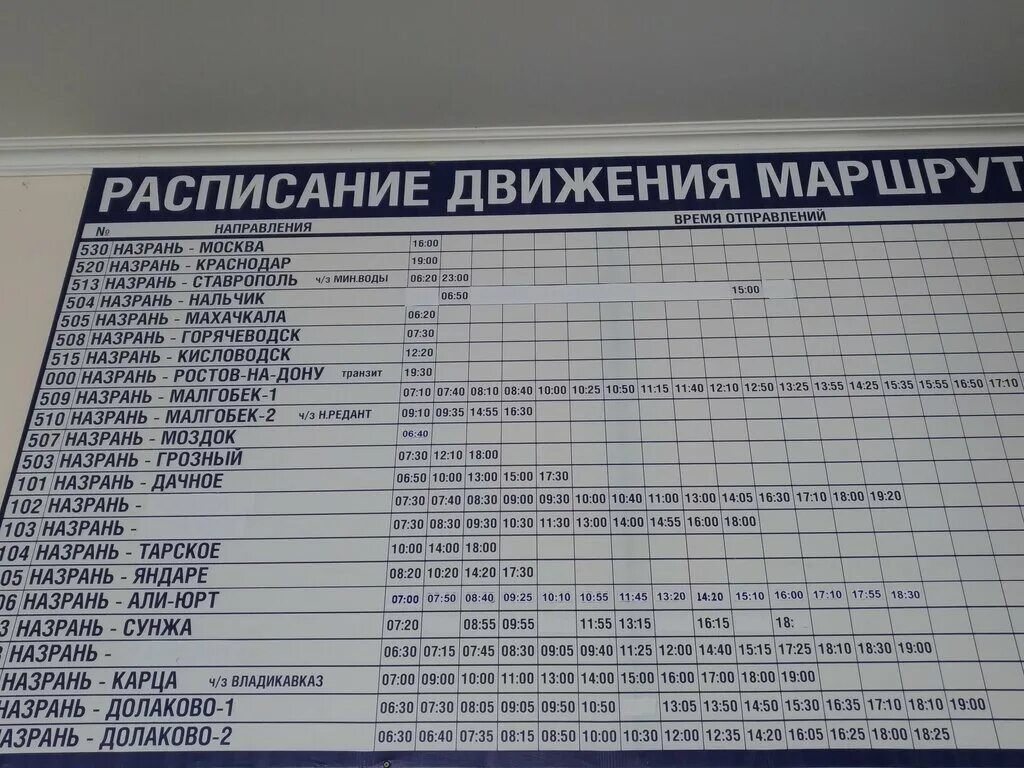 РАСПИСАНИЕ ДВИЖЕНИЯ МАРШРУТ
№ НАПРАВЛЕНИЯ ВРЕМЯ ОТПРАВЛЕНИЙ
530 НАЗРАНЬ - МОСКВА 16:00
520 НАЗРАНЬ - КРАСНОДАР 19:00
513 НАЗРАНЬ - СТАВРОПОЛЬ ч/з МИН.ВОДЫ 06:20 23:00
504 НАЗРАНЬ - НАЛЬЧИК 06:50 15:00
505 НАЗРАНЬ - МАХАЧКАЛА 06:20
508 НАЗРАНЬ - ГОРЯЧЕВОДСК 07:30
515 НАЗРАНЬ - КИСЛОВОДСК 12:20
000 НАЗРАНЬ - РОСТОВ-НА-ДОНУ транзит 19:30
509 НАЗРАНЬ - МАЛГОБЕК-1 07:10 07:40 08:10 08:40 10:00 10:25 10:50 11:15 11:40 12:10 12:50 13:25 13:55 14:25 15:35 15:55 16:50 17:10
510 НАЗРАНЬ - МАЛГОБЕК-2 ч/з Н.РЕДАНТ 09:10 09:35 14:55 16:30
507 НАЗРАНЬ - МОЗДОК 06:40
503 НАЗРАНЬ - ГРОЗНЫЙ 07:30 12:10 18:00
101 НАЗРАНЬ - ДАЧНОЕ 06:50 10:00 13:00 15:00 17:30
102 НАЗРАНЬ - 07:30 07:40 08:30 09:00 09:30 10:00 10:40 11:00 13:00 14:05 16:30 17:10 18:00 19:20
103 НАЗРАНЬ - 07:30 08:30 09:30 10:30 11:30 13:00 14:00 14:55 16:00 18:00
104 НАЗРАНЬ - ТАРСКОЕ 10:00 14:00 18:00
05 НАЗРАНЬ - ЯНДАРЕ 08:20 10:20 14:20 17:30
06 НАЗРАНЬ - АЛИ-ЮРТ 07:00 07:50 08:40 09:25 10:10 10:55 11:45 13:20 14:20 15:10 16:00 17:10 17:55 18:30
3 НАЗРАНЬ - СУНЖА 07:20 08:55 09:55 11:55 13:15 16:15 18:
НАЗРАНЬ - 06:30 07:15 07:45 08:30 09:05 09:40 11:25 12:00 14:40 15:15 17:25 18:10 18:30 19:00
НАЗРАНЬ - КАРЦА ч/з ВЛАДИКАВКАЗ 07:00 09:00 10:00 11:00 13:00 14:00 15:00 16:00 17:00 18:00 19:00
НАЗРАНЬ - ДОЛАКОВО-1 06:30 07:30 08:05 09:05 09:50 10:50 13:05 13:50 14:50 15:30 16:35 17:10 18:10 19:00
АЗРАНЬ - ДОЛАКОВО-2 06:30 06:40 07:35 08:15 08:50 10:00 10:30 12:00 12:35 14:20 16:05 16:25 18:00 18:25